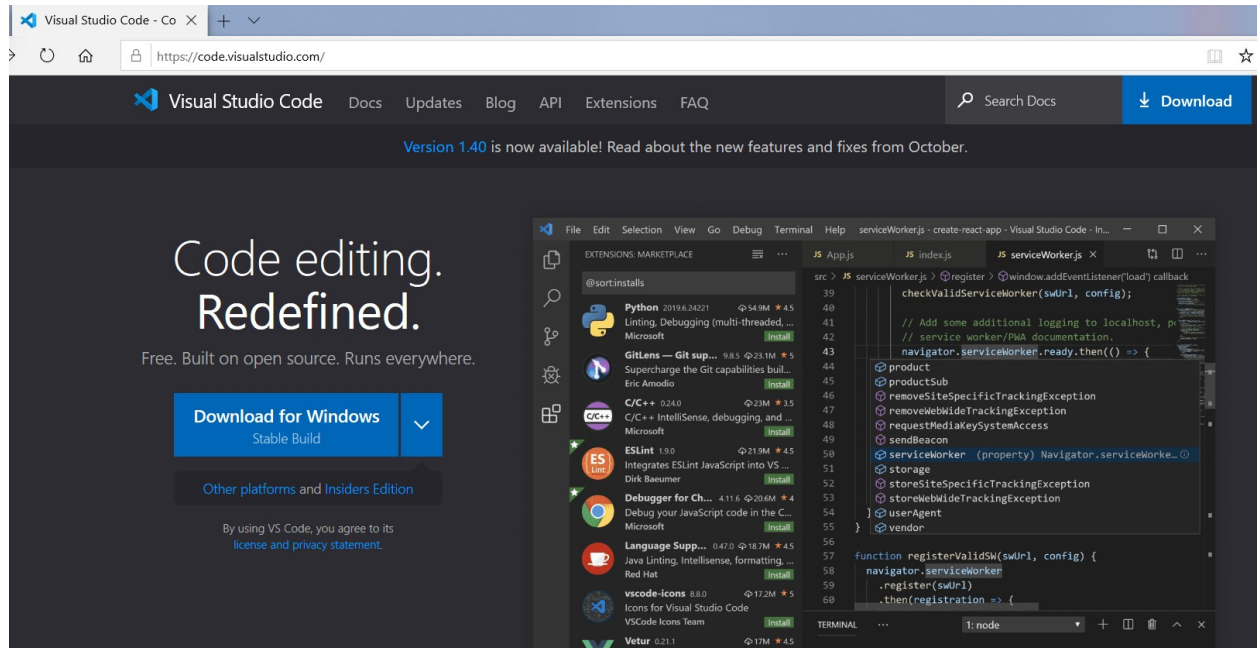 Visual Studio Code - Co
https://code.visualstudio.com/
Visual Studio Code Docs Updates Blog API Extensions FAQ Search Docs Download
Version 1.40 is now available! Read about the new features and fixes from October.
Code editing.
Redefined.
Free. Built on open source. Runs everywhere.
Download for Windows
Stable Build
Other platforms and Insiders Edition
By using VS Code, you agree to its
license and privacy statement.
File Edit Selection View Go Debug Terminal Help serviceWorker.js - create-react-app - Visual Studio Code - In...
EXTENSIONS: MARKETPLACE
@sort:installs
Python 2019.6.24221 54.9M ★ 4.5
Linting, Debugging (multi-threaded, ...
Microsoft Install
GitLens — Git sup... 9.8.5 23.1M ★ 5
Supercharge the Git capabilities buil...
Eric Amodio Install
C/C++ 0.24.0 23M ★ 3.5
C/C++ C/C++ IntelliSense, debugging, and ...
Microsoft Install
ESLint 1.9.0 21.9M ★ 4.5
ES Lint Integrates ESLint JavaScript into VS ...
Dirk Baeumer Install
Debugger for Ch... 4.11.6 20.6M ★ 4
Debug your JavaScript code in the C...
Microsoft Install
Language Supp... 0.47.0 18.7M ★ 4.5
Java Linting, Intellisense, formatting, ...
Red Hat Install
vscode-icons 8.8.0 17.2M ★ 5
Icons for Visual Studio Code
VSCode Icons Team Install
Vetur 0.21.1 17M ★ 4.5
JS App.js JS index.js JS serviceWorker.js
src > JS serviceWorker.js > register > window.addEventListener('load') callback
39 checkValidServiceWorker(swUrl, config);
40
41 // Add some additional logging to localhost, p
42 // service worker/PWA documentation.
43 navigator.serviceWorker.ready.then(() => {
44 product
45 productSub
46 removeSiteSpecificTrackingException
47 removeWebWideTrackingException
48 requestMediaKeySystemAccess
49 sendBeacon
50 serviceWorker (property) Navigator.serviceWorke...
51 storage
52 storeSiteSpecificTrackingException
53 storeWebWideTrackingException
54 } userAgent
55 } vendor
56
57 function registerValidSW(swUrl, config) {
58 navigator.serviceWorker
59 .register(swUrl)
60 .then(registration => {
TERMINAL ... 1: node